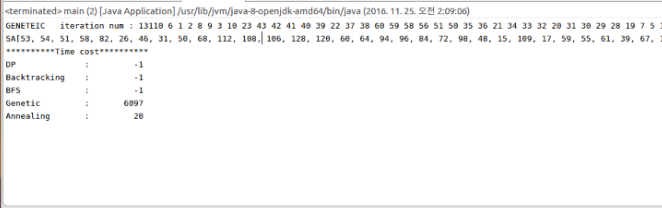 <terminated> main (2) [Java Application] /usr/lib/jvm/java-8-openjdk-amd64/bin/java (2016. 11. 25. 오전 2:09:06)
GENETEIC iteration num : 13110 6 1 2 8 9 3 10 23 43 42 41 40 39 22 37 38 60 59 58 56 51 50 35 36 21 34 33 32 20 31 30 29 28 19 7 5
SA[53, 54, 51, 58, 82, 26, 46, 31, 50, 68, 112, 108, 106, 128, 120, 60, 64, 94, 96, 84, 72, 98, 48, 15, 109, 17, 59, 55, 61, 39, 67,
**********Time cost**********
DP : -1
Backtracking : -1
BFS : -1
Genetic : 6097
Annealing : 20